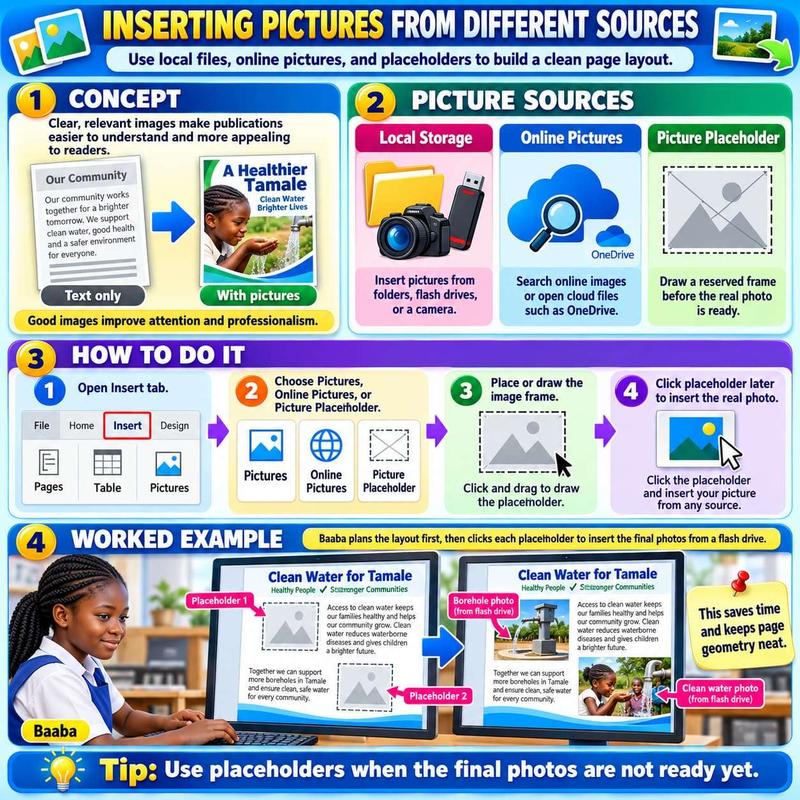 INSERTING PICTURES FROM DIFFERENT SOURCES
Use local files, online pictures, and placeholders to build a clean page layout.
1 CONCEPT
Clear, relevant images make publications
easier to understand and more appealing
to readers.
Our Community
Our community works
together for a brighter
tomorrow. We support
clean water, good health
and a safer environment
for everyone.
Text only
A Healthier
Tamale
Clean Water
Brighter Lives
With pictures
Good images improve attention and professionalism.
2 PICTURE SOURCES
Local Storage
Insert pictures from
folders, flash drives,
or a camera.
Online Pictures
OneDrive
Search online images
or open cloud files
such as OneDrive.
Picture Placeholder
Draw a reserved frame
before the real photo
is ready.
3 HOW TO DO IT
1 Open Insert tab.
File Home Insert Design
Pages Table Pictures
2 Choose Pictures,
Online Pictures, or
Picture Placeholder.
Pictures
Online
Pictures
Picture
Placeholder
3 Place or draw the
image frame.
Click and drag to draw
the placeholder.
4 Click placeholder later
to insert the real photo.
Click the placeholder
and insert your picture
from any source.
4 WORKED EXAMPLE
Baaba plans the layout first, then clicks each placeholder to insert the final photos from a flash drive.
Baaba
Clean Water for Tamale
Healthy People ✓ Communities
Placeholder 1
Access to clean water keeps
our families healthy and helps
our community grow. Clean
water reduces waterborne
diseases and gives children
a brighter future.
Together we can support
more boreholes in Tamale
and ensure clean, safe water
for every community.
Placeholder 2
Clean Water for Tamale
Healthy People ✓ Communities
Borehole photo
(from flash drive)
Access to clean water keeps
our families healthy and helps
our community grow. Clean
water reduces waterborne
diseases and gives children
a brighter future.
Together we can support
more boreholes in Tamale
and ensure clean, safe water
for every community.
Clean water photo
(from flash drive)
This saves time
and keeps page
geometry neat.
Tip: Use placeholders when the final photos are not ready yet.